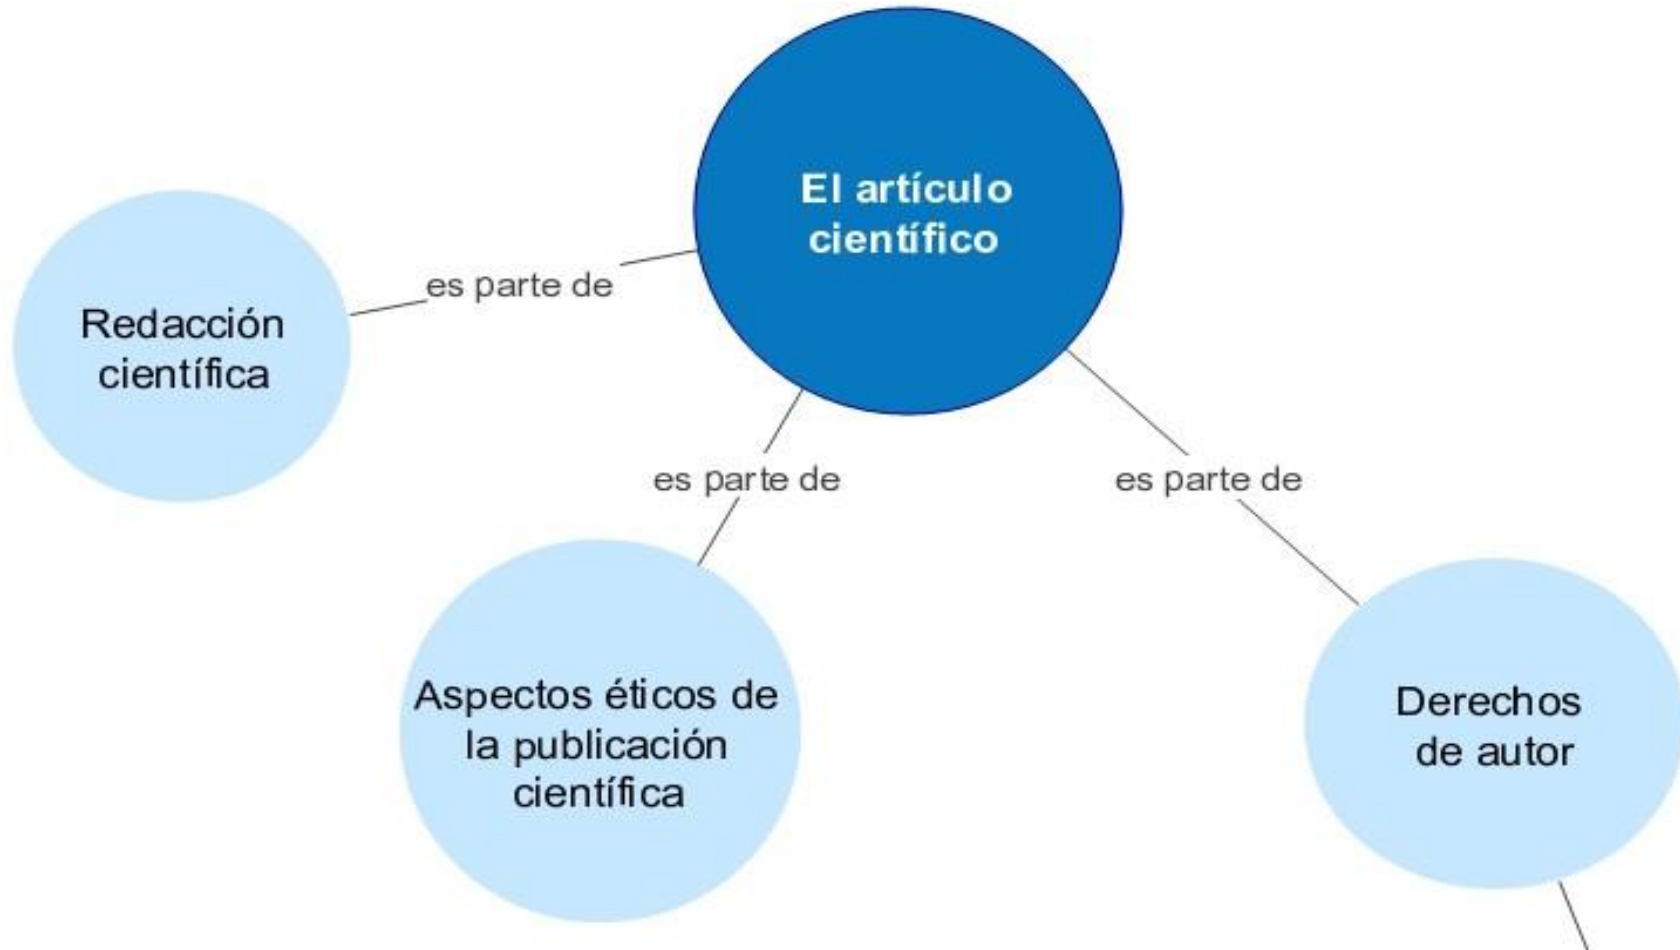 El artículo
científico
es parte de
Redacción
científica
es parte de
es parte de
Aspectos éticos de
la publicación
científica
Derechos
de autor